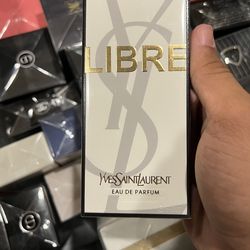 LIBRE
YVESSAINTLAURENT
EAU DE PARFUM